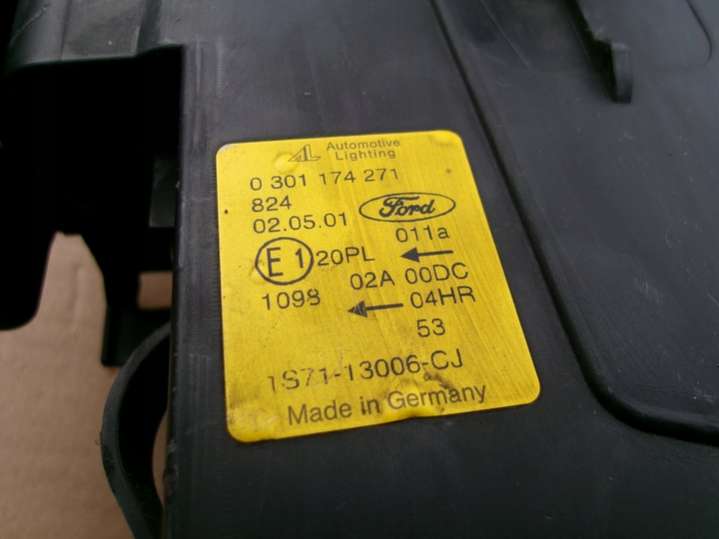 AL Automotive
Lighting
0 301 174 271
824
02.05.01 Ford
011a
E1 20PL ←
02A 00DC
1098 ← 04HR
53
1S71-13006-CJ
Made in Germany